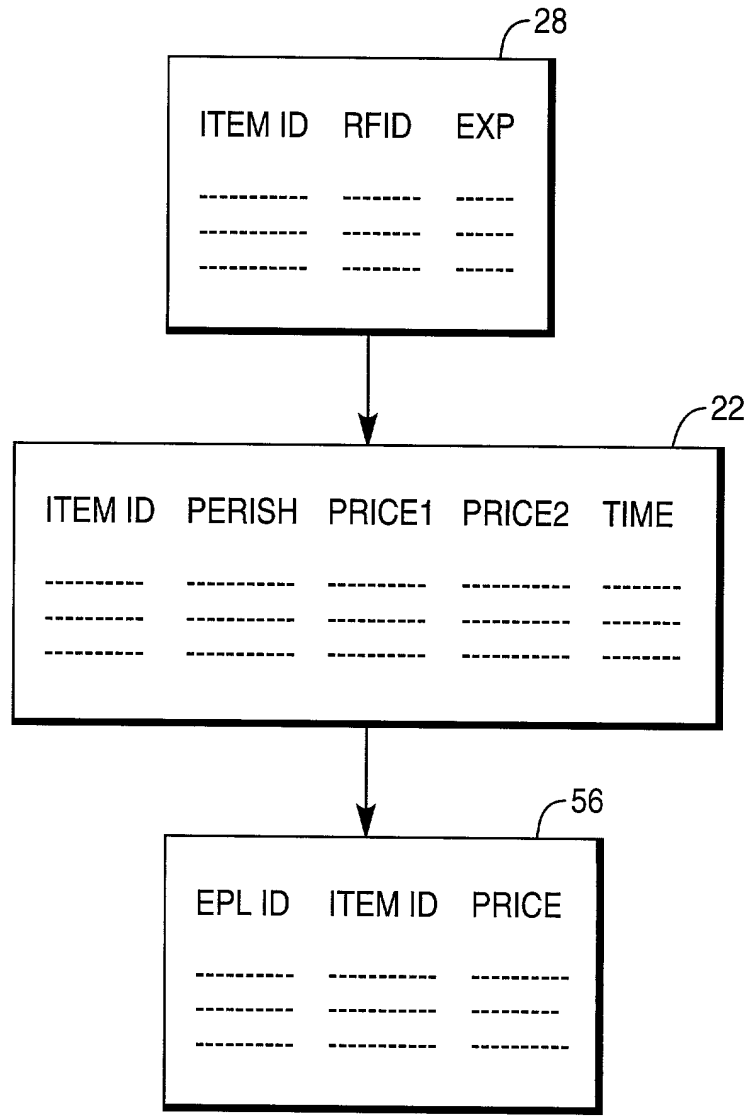 28
ITEM ID RFID EXP
22
ITEM ID PERISH PRICE1 PRICE2 TIME
56
EPL ID ITEM ID PRICE